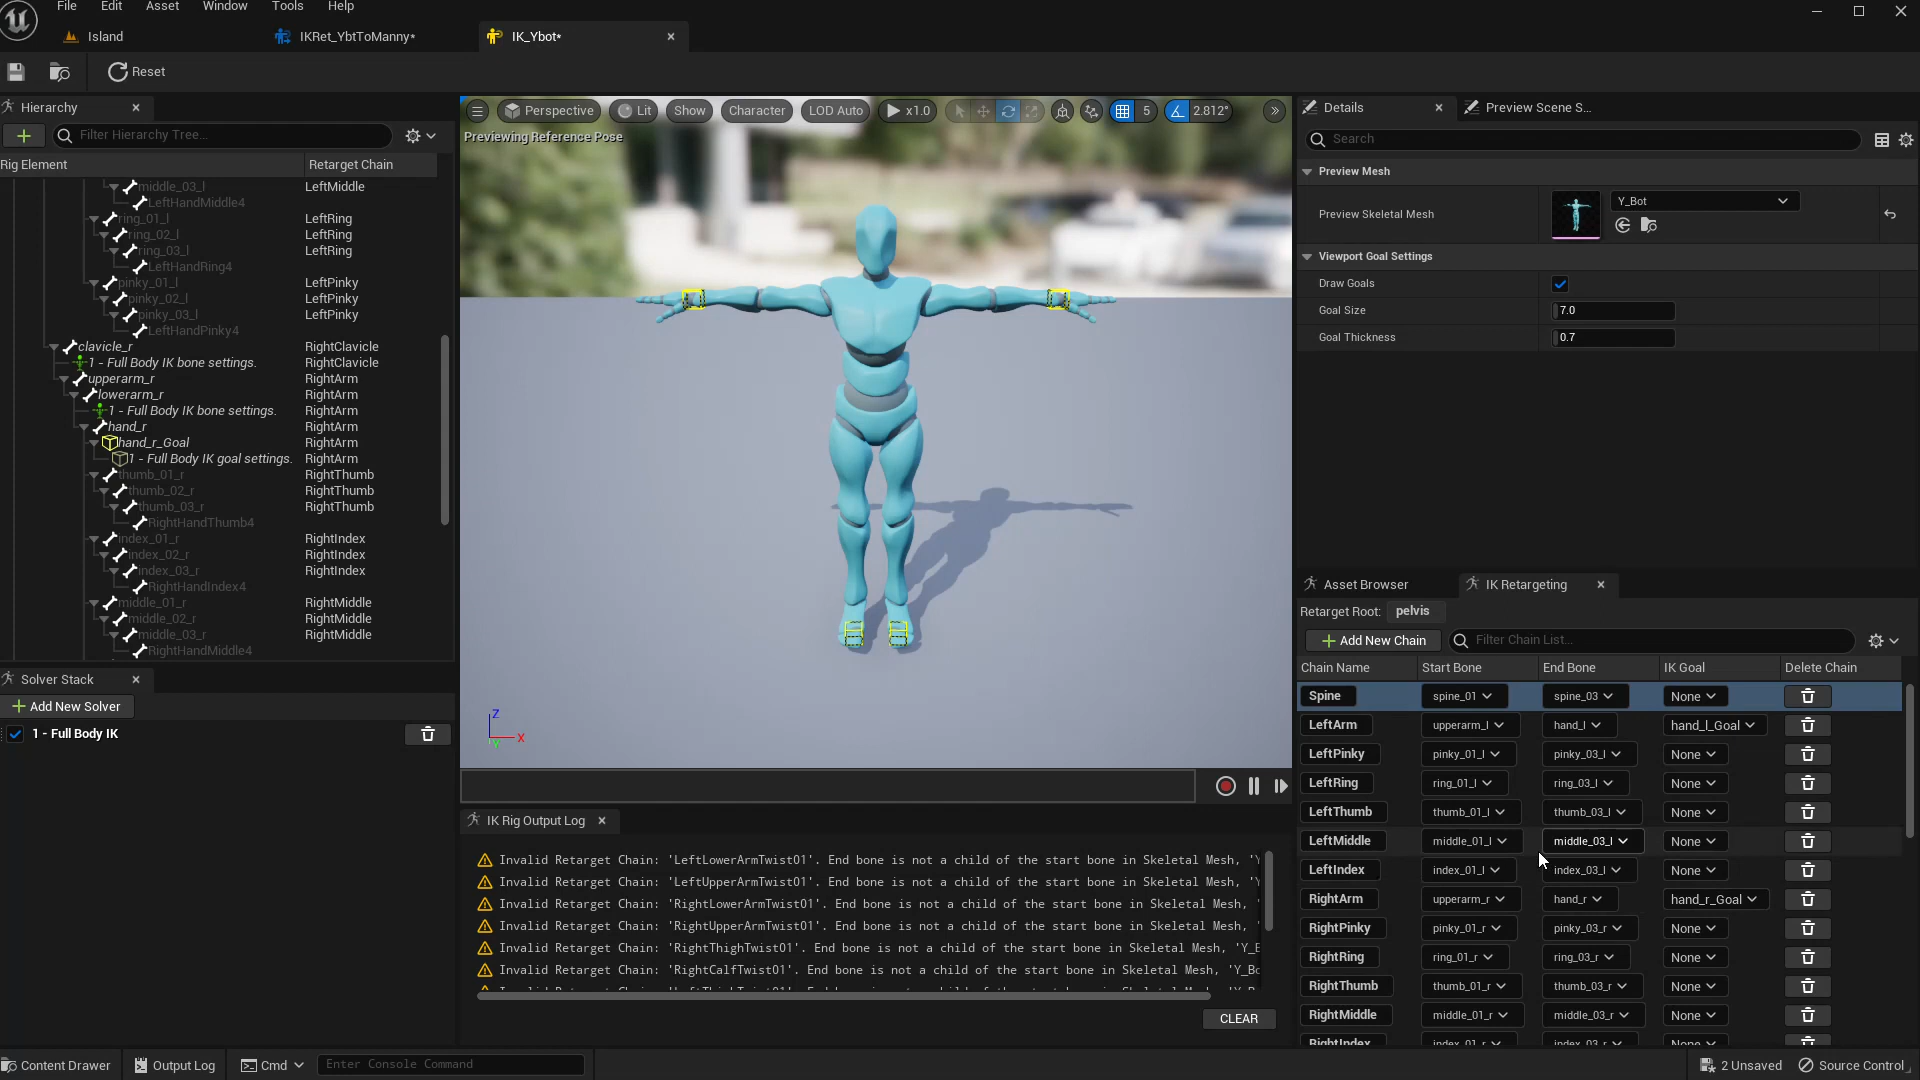 File Edit Asset Window Tools Help
Island
IKRet_YbtToManny*
IK_Ybot*
Reset
Hierarchy
Filter Hierarchy Tree...
Rig Element Retarget Chain
middle_03_l LeftMiddle
LeftHandMiddle4
ring_01_l LeftRing
ring_02_l LeftRing
ring_03_l LeftRing
LeftHandRing4
pinky_01_l LeftPinky
pinky_02_l LeftPinky
pinky_03_l LeftPinky
LeftHandPinky4
clavicle_r RightClavicle
1 - Full Body IK bone settings. RightClavicle
upperarm_r RightArm
lowerarm_r RightArm
1 - Full Body IK bone settings. RightArm
hand_r RightArm
hand_r_Goal RightArm
1 - Full Body IK goal settings. RightArm
thumb_01_r RightThumb
thumb_02_r RightThumb
thumb_03_r RightThumb
RightHandThumb4
index_01_r RightIndex
index_02_r RightIndex
index_03_r RightIndex
RightHandIndex4
middle_01_r RightMiddle
middle_02_r RightMiddle
middle_03_r RightMiddle
RightHandMiddle4
Solver Stack
Add New Solver
1 - Full Body IK
Perspective Lit Show Character LOD Auto x1.0 5 2.812°
Previewing Reference Pose
Z
X
Y
IK Rig Output Log
Invalid Retarget Chain: 'LeftLowerArmTwist01'. End bone is not a child of the start bone in Skeletal Mesh, 'Y
Invalid Retarget Chain: 'LeftUpperArmTwist01'. End bone is not a child of the start bone in Skeletal Mesh, 'Y
Invalid Retarget Chain: 'RightLowerArmTwist01'. End bone is not a child of the start bone in Skeletal Mesh, '
Invalid Retarget Chain: 'RightUpperArmTwist01'. End bone is not a child of the start bone in Skeletal Mesh, '
Invalid Retarget Chain: 'RightThighTwist01'. End bone is not a child of the start bone in Skeletal Mesh, 'Y_B
Invalid Retarget Chain: 'RightCalfTwist01'. End bone is not a child of the start bone in Skeletal Mesh, 'Y_Bo
CLEAR
Details
Preview Scene S...
Search
Preview Mesh
Preview Skeletal Mesh Y_Bot
Viewport Goal Settings
Draw Goals
Goal Size 7.0
Goal Thickness 0.7
Asset Browser
IK Retargeting
Retarget Root: pelvis
Add New Chain Filter Chain List...
Chain Name Start Bone End Bone IK Goal Delete Chain
Spine spine_01 spine_03 None
LeftArm upperarm_l hand_l hand_l_Goal
LeftPinky pinky_01_l pinky_03_l None
LeftRing ring_01_l ring_03_l None
LeftThumb thumb_01_l thumb_03_l None
LeftMiddle middle_01_l middle_03_l None
LeftIndex index_01_l index_03_l None
RightArm upperarm_r hand_r hand_r_Goal
RightPinky pinky_01_r pinky_03_r None
RightRing ring_01_r ring_03_r None
RightThumb thumb_01_r thumb_03_r None
RightMiddle middle_01_r middle_03_r None
RightIndex index_01_r index_03_r None
Content Drawer Output Log Cmd Enter Console Command
2 Unsaved Source Control